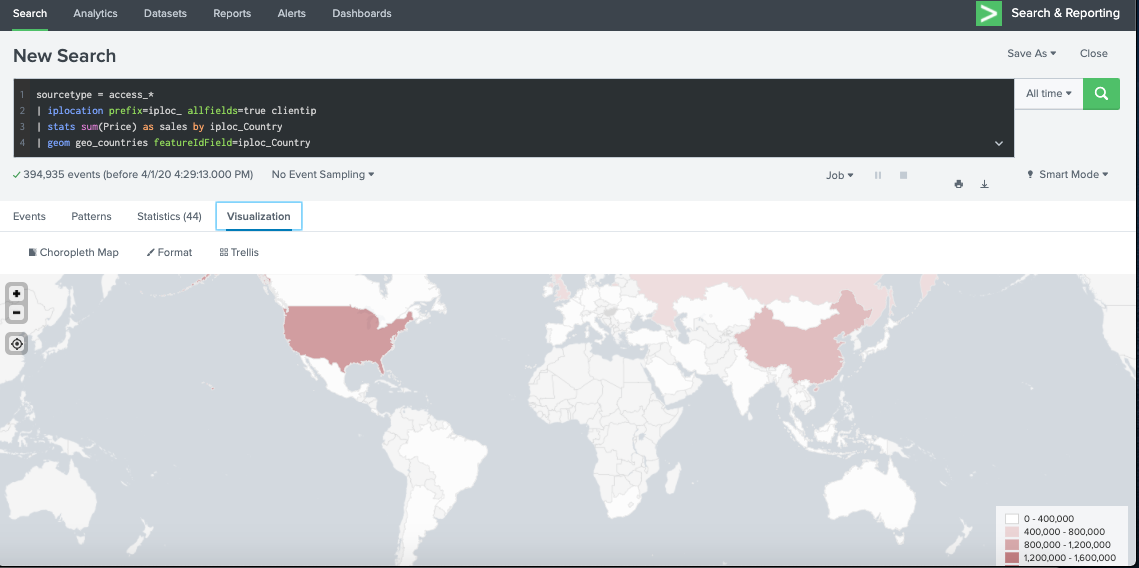 Search Analytics Datasets Reports Alerts Dashboards Search & Reporting
New Search
Save As Close
1 sourcetype = access_*
2 | iplocation prefix=iploc_ allfields=true clientip
3 | stats sum(Price) as sales by iploc_Country
4 | geom geo_countries featureIdField=iploc_Country
All time
394,935 events (before 4/1/20 4:29:13.000 PM) No Event Sampling Job Smart Mode
Events Patterns Statistics (44) Visualization
Choropleth Map Format Trellis
+
−
0 - 400,000
400,000 - 800,000
800,000 - 1,200,000
1,200,000 - 1,600,000